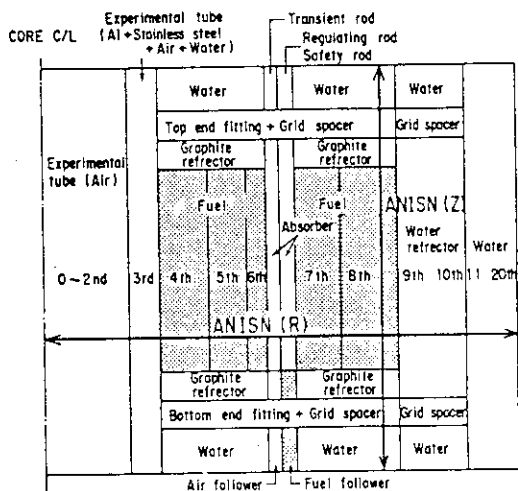 CORE C/L
Experimental tube
(Al + Stainless steel
+ Air + Water)
Transient rod
Regulating rod
Safety rod
Water
Water
Water
Top end fitting + Grid spacer
Grid spacer
Graphite
refrector
Graphite
refrector
Experimental
tube (Air)
Fuel
Absorber
Fuel
ANISN (Z)
Water
refrector
Water
0~2nd
3rd
4th
5th
6th
7th
8th
9th
10th
11
20th
ANISN (R)
Graphite
refrector
Graphite
refrector
Bottom end fitting + Grid spacer
Grid spacer
Water
Water
Water
Air follower
Fuel follower